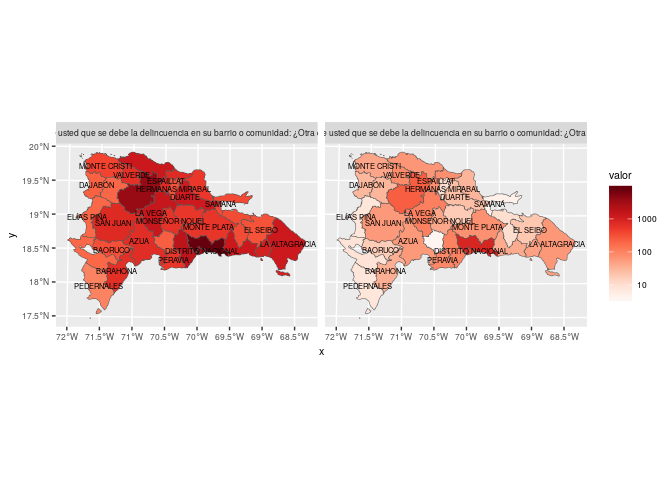 usted que se debe la delincuencia en su barrio o comunidad: ¿Otra
e usted que se debe la delincuencia en su barrio o comunidad: ¿Otra
20°N
19.5°N
19°N
18.5°N
18°N
17.5°N
y
MONTE CRISTI
VALVERDE
ESPAILLAT
DAJABÓN
HERMANAS MIRABAL
DUARTE
SAMANÁ
ELÍAS PIÑA
LA VEGA
SAN JUAN
MONSEÑOR NOUEL
MONTE PLATA
EL SEIBO
AZUA
LA ALTAGRACIA
BAORUCO
DISTRITO NACIONAL
PERAVIA
BARAHONA
PEDERNALES
MONTE CRISTI
VALVERDE
ESPAILLAT
DAJABÓN
HERMANAS MIRABAL
DUARTE
SAMANÁ
ELÍAS PIÑA
LA VEGA
SAN JUAN
MONSEÑOR NOUEL
MONTE PLATA
EL SEIBO
AZUA
LA ALTAGRACIA
BAORUCO
DISTRITO NACIONAL
PERAVIA
BARAHONA
PEDERNALES
72°W 71.5°W 71°W 70.5°W 70°W 69.5°W 69°W 68.5°W
72°W 71.5°W 71°W 70.5°W 70°W 69.5°W 69°W 68.5°W
x
valor
1000
100
10